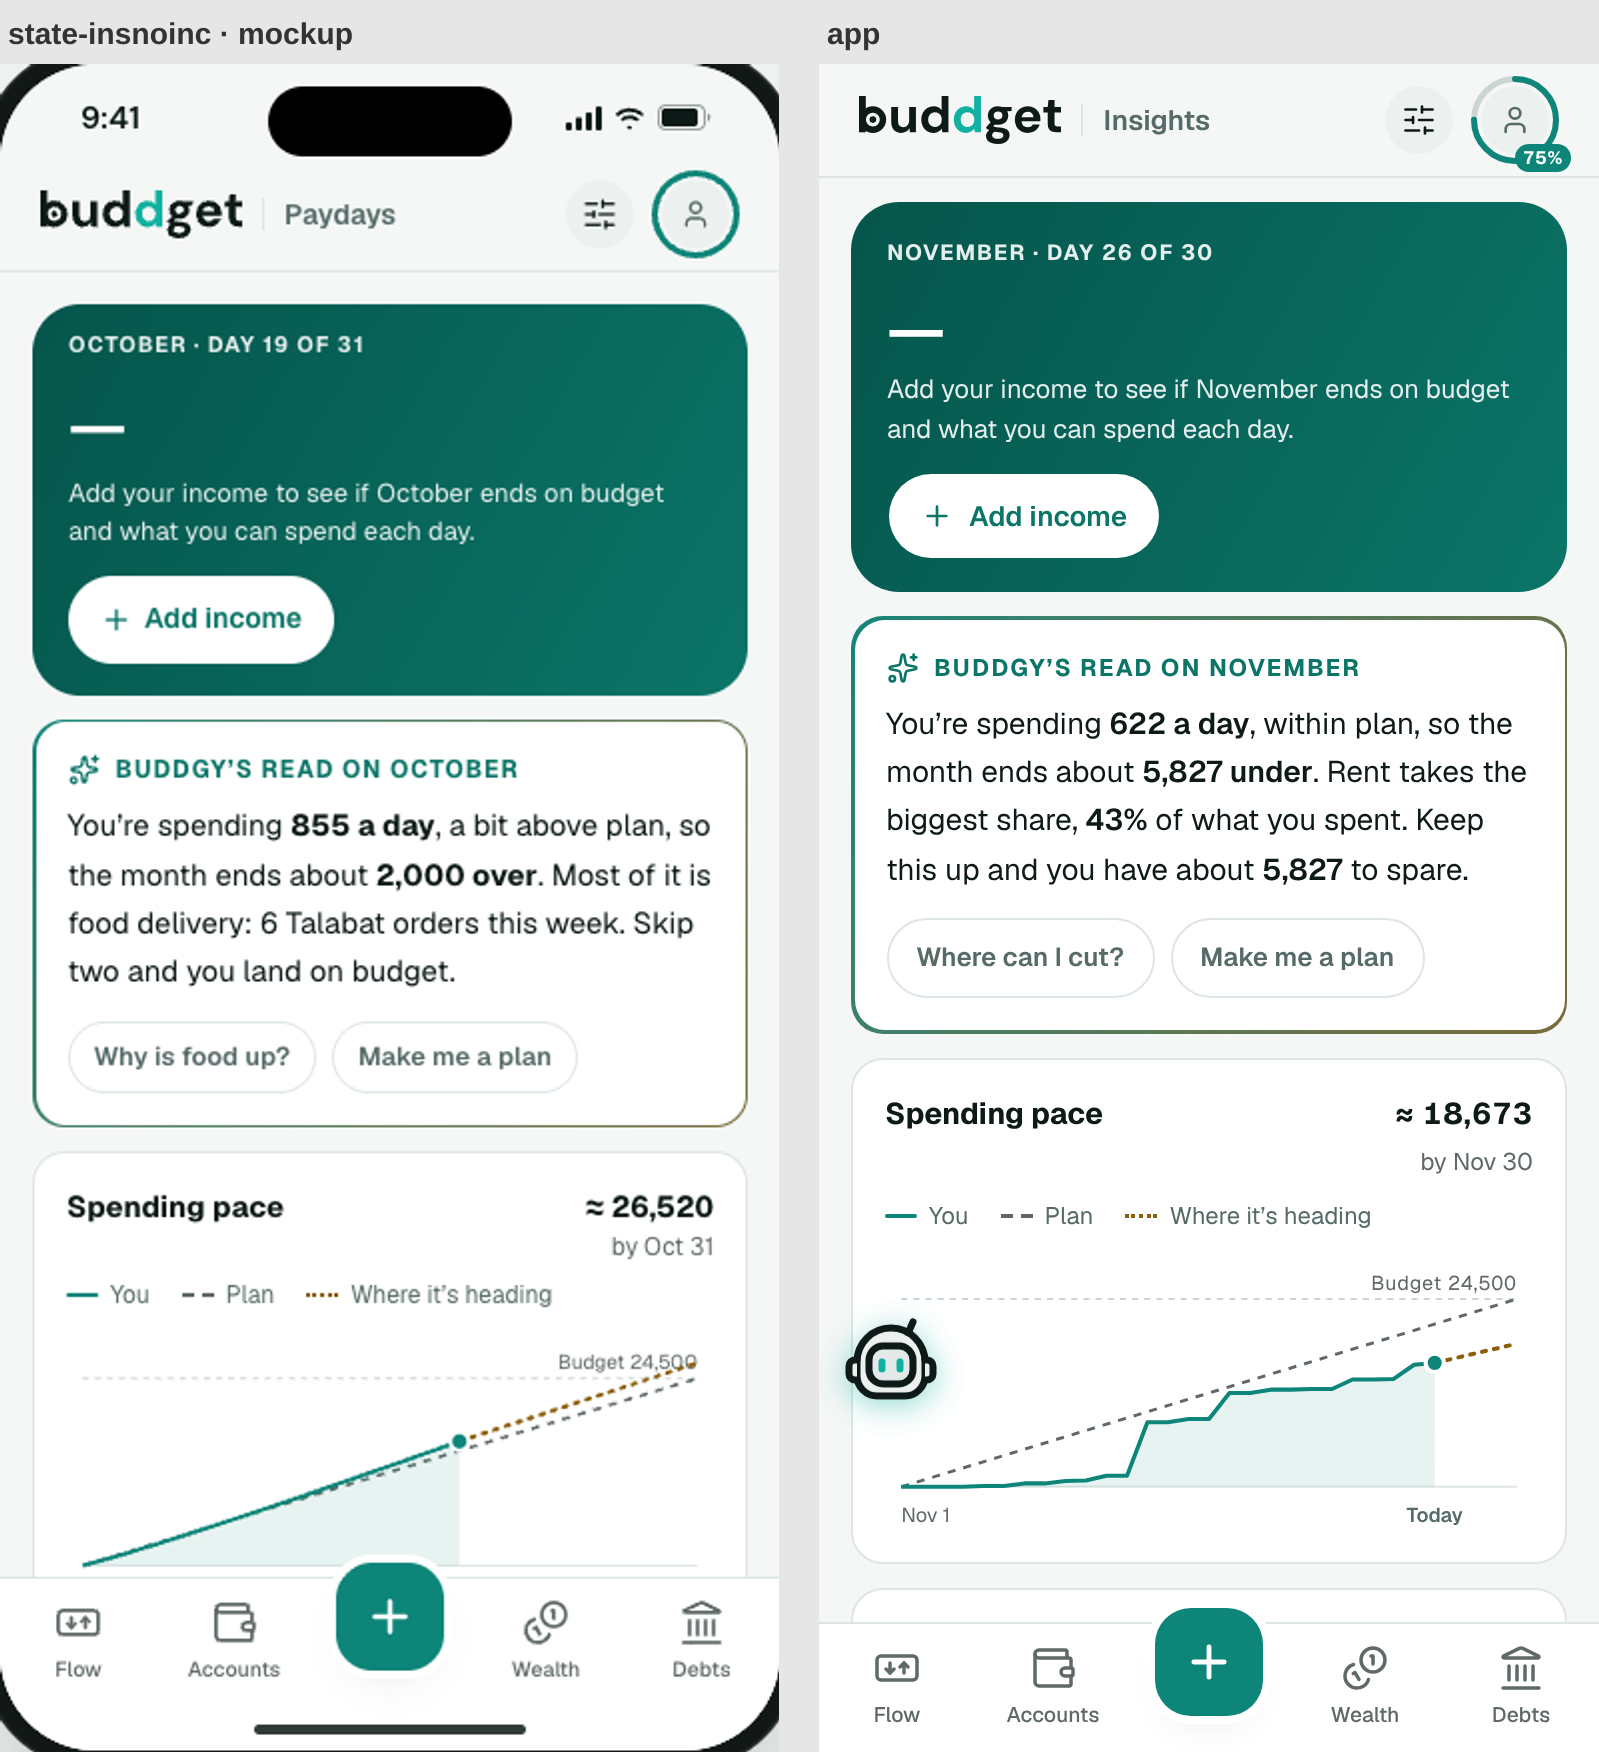 state-insnoinc · mockup
9:41
buddget
Paydays
OCTOBER · DAY 19 OF 31
—
Add your income to see if October ends on budget
and what you can spend each day.
+ Add income
BUDDGY’S READ ON OCTOBER
You’re spending 855 a day, a bit above plan, so
the month ends about 2,000 over. Most of it is
food delivery: 6 Talabat orders this week. Skip
two and you land on budget.
Why is food up?
Make me a plan
Spending pace
≈ 26,520
by Oct 31
You
Plan
Where it’s heading
Budget 24,500
Flow
Accounts
Wealth
Debts
app
buddget
Insights
75%
NOVEMBER · DAY 26 OF 30
—
Add your income to see if November ends on budget
and what you can spend each day.
+ Add income
BUDDGY’S READ ON NOVEMBER
You’re spending 622 a day, within plan, so the
month ends about 5,827 under. Rent takes the
biggest share, 43% of what you spent. Keep
this up and you have about 5,827 to spare.
Where can I cut?
Make me a plan
Spending pace
≈ 18,673
by Nov 30
You
Plan
Where it’s heading
Budget 24,500
Nov 1
Today
Flow
Accounts
Wealth
Debts